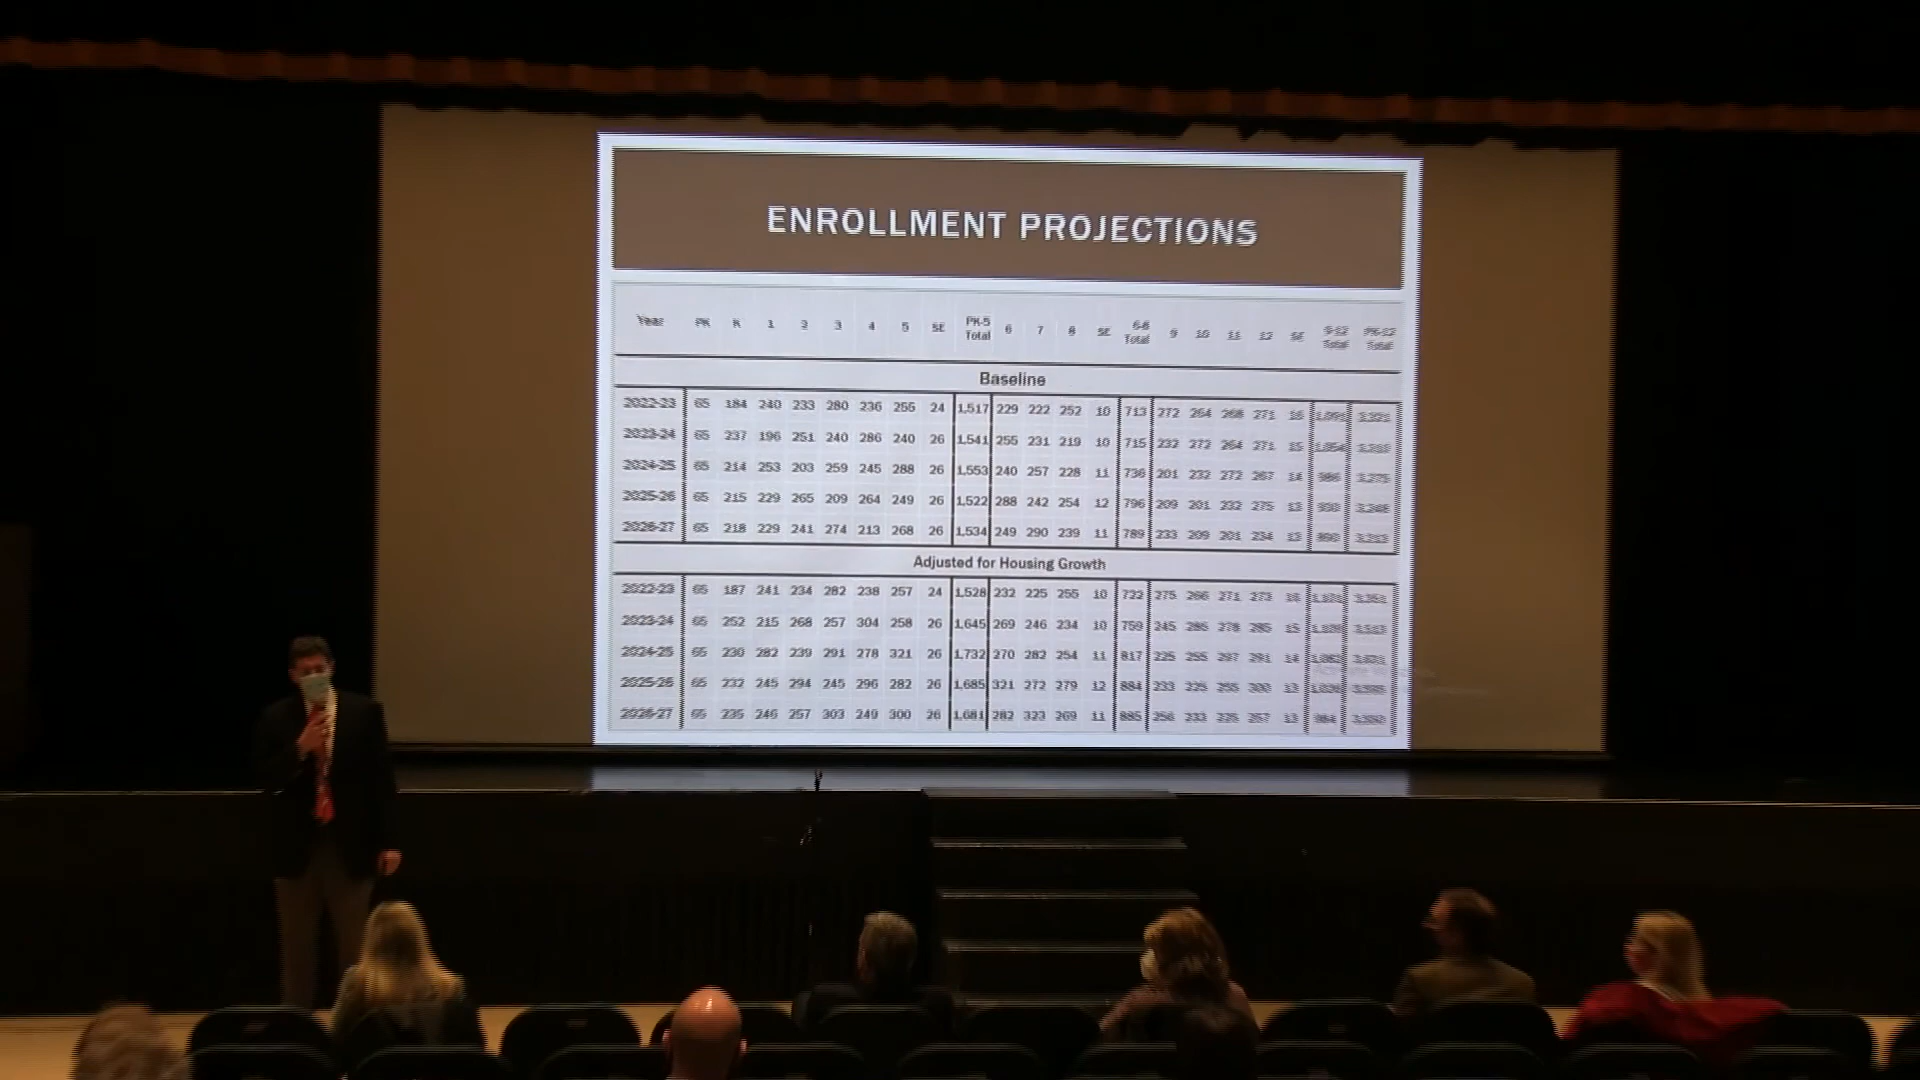 ENROLLMENT PROJECTIONS
Year PK K 1 2 3 4 5 SE PK-5 Total 6 7 8 SE 6-8 Total 9 10 11 12 SE 9-12 Total PK-12 Total
Baseline
2022-23 65 184 240 233 280 236 255 24 1,517 229 222 252 10 713 272 264 268 271 16
2023-24 65 237 196 251 240 286 240 26 1,541 255 231 219 10 715 232 272 264 271 15
2024-25 65 214 253 203 259 245 288 26 1,553 240 257 228 11 736 201 232 272 267 14 986
2025-26 65 215 229 265 209 264 249 26 1,522 288 242 254 12 796 209 201 232 275 13 930
2026-27 65 218 229 241 274 213 268 26 1,534 249 290 239 11 789 233 209 201 234 13 890
Adjusted for Housing Growth
2022-23 65 187 241 234 282 238 257 24 1,528 232 225 255 10 722 275 266 271 273 16
2023-24 65 252 215 268 257 304 258 26 1,645 269 246 234 10 759 245 286 278 285 15
2024-25 65 230 282 239 291 278 321 26 1,732 270 282 254 11 817 225 255 297 291 14
2025-26 65 232 245 294 245 296 282 26 1,685 321 272 279 12 884 233 235 255 300 13
2026-27 65 235 246 257 303 249 300 26 1,681 282 323 269 11 885 256 233 225 257 13 984